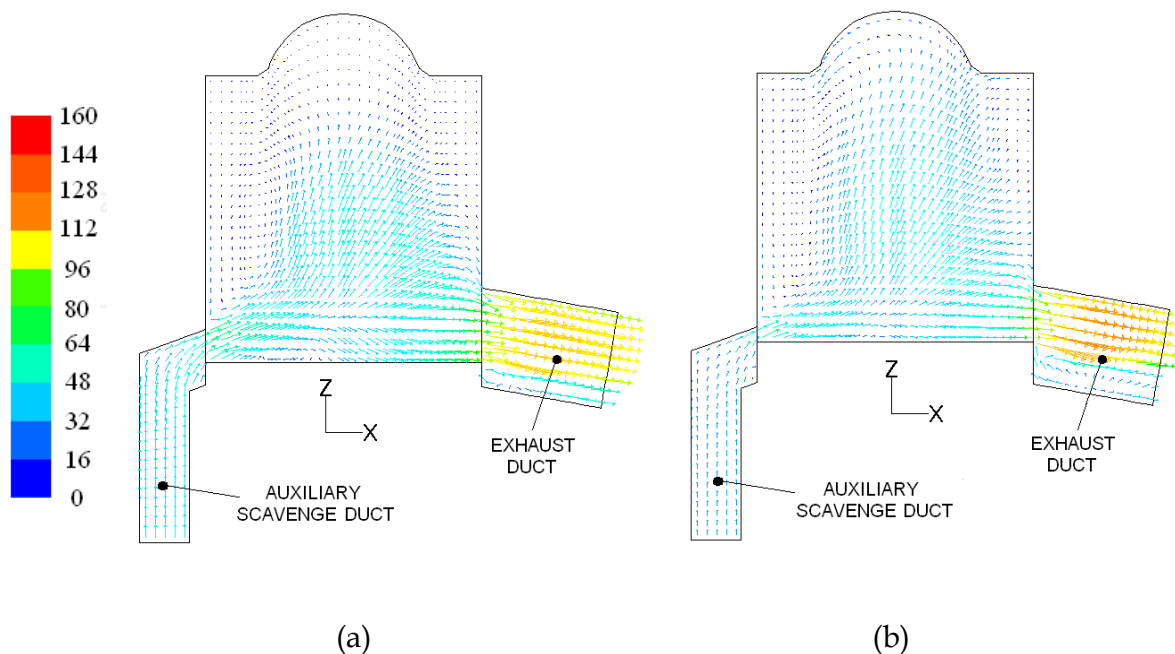 160
144
128
112
96
80
64
48
32
16
0
Z
X
EXHAUST
DUCT
AUXILIARY
SCAVENGE DUCT
(a)
Z
X
EXHAUST
DUCT
AUXILIARY
SCAVENGE DUCT
(b)